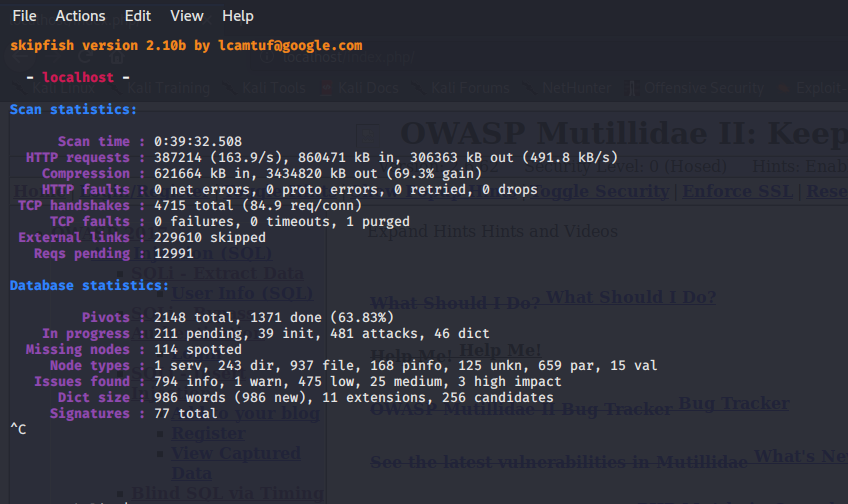 File Actions Edit View Help
skipfish version 2.10b by lcamtuf@google.com
- localhost -
Scan statistics:
Scan time : 0:39:32.508
HTTP requests : 387214 (163.9/s), 860471 kB in, 306363 kB out (491.8 kB/s)
Compression : 621664 kB in, 3434820 kB out (69.3% gain)
HTTP faults : 0 net errors, 0 proto errors, 0 retried, 0 drops
TCP handshakes : 4715 total (84.9 req/conn)
TCP faults : 0 failures, 0 timeouts, 1 purged
External links : 229610 skipped
Reqs pending : 12991
Database statistics:
Pivots : 2148 total, 1371 done (63.83%)
In progress : 211 pending, 39 init, 481 attacks, 46 dict
Missing nodes : 114 spotted
Node types : 1 serv, 243 dir, 937 file, 168 pinfo, 125 unkn, 659 par, 15 val
Issues found : 794 info, 1 warn, 475 low, 25 medium, 3 high impact
Dict size : 986 words (986 new), 11 extensions, 256 candidates
Signatures : 77 total
^C
localhost/index.php
Kali Linux Kali Training Kali Tools Kali Docs Kali Forums NetHunter Offensive Security Exploit-
OWASP Mutillidae II: Keep
Security Level: 0 (Hosed) Hints: Enab
Toggle Security | Enforce SSL | Rese
Expand Hints Hints and Videos
(SQL)
SQLi - Extract Data
User Info (SQL)
What Should I Do? What Should I Do?
Help Me! Help Me!
OWASP Mutillidae II Bug Tracker Bug Tracker
to your blog
Register
View Captured
Data
See the latest vulnerabilities in Mutillidae What's Ne
Blind SQL via Timing